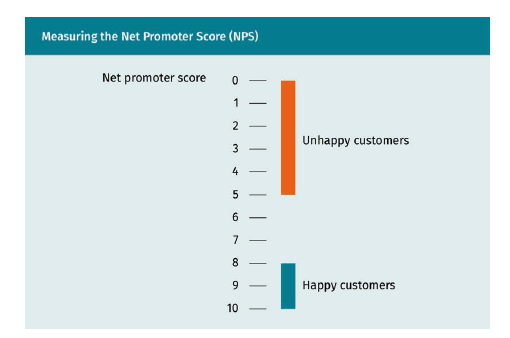 Measuring the Net Promoter Score (NPS)
Net promoter score
0
1
2
Unhappy customers
3
4
5
6
7
8
9
Happy customers
10